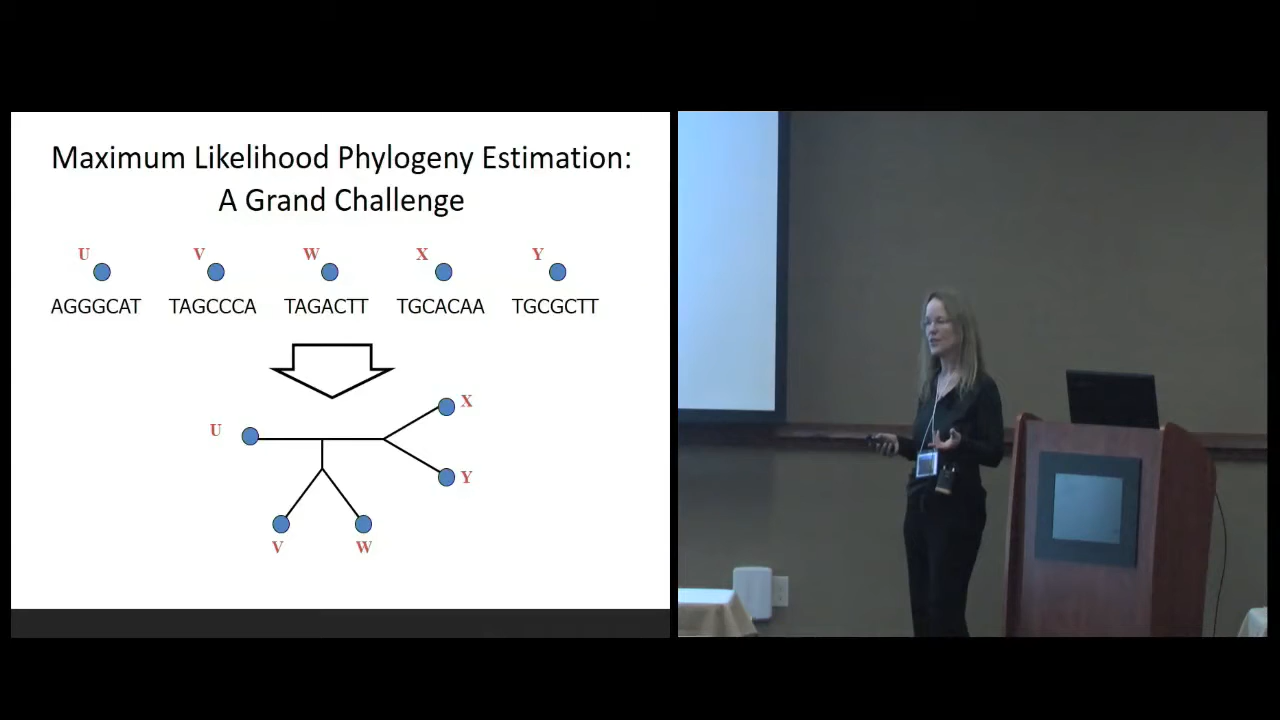 Maximum Likelihood Phylogeny Estimation:
A Grand Challenge
U V W X Y
AGGGCAT TAGCCCA TAGACTT TGCACAA TGCGCTT
X
U
Y
V W